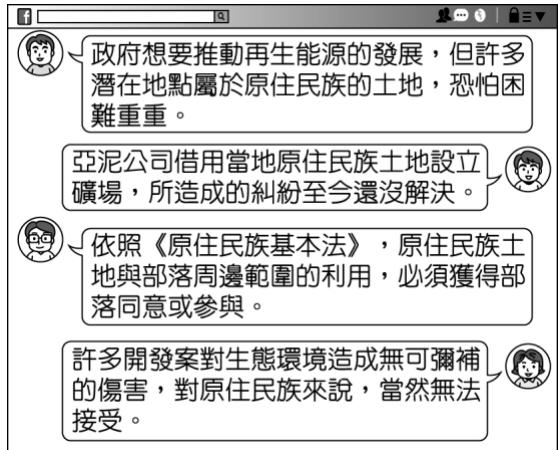 f
政府想要推動再生能源的發展，但許多
潛在地點屬於原住民族的土地，恐怕困
難重重。
亞泥公司借用當地原住民族土地設立
礦場，所造成的糾紛至今還沒解決。
依照《原住民族基本法》，原住民族土
地與部落周邊範圍的利用，必須獲得部
落同意或參與。
許多開發案對生態環境造成無可彌補
的傷害，對原住民族來說，當然無法
接受。